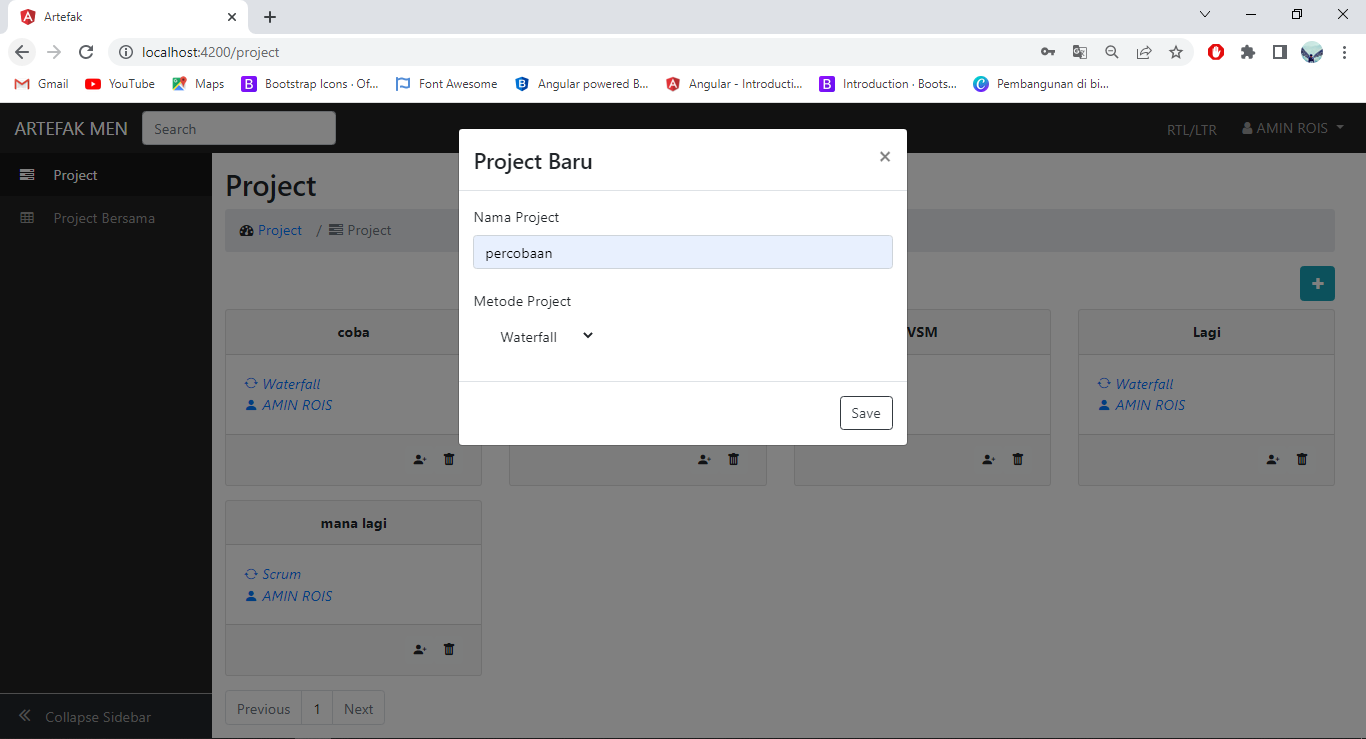 Artefak
localhost:4200/project
Gmail
YouTube
Maps
Bootstrap Icons · Of...
Font Awesome
Angular powered B...
Angular - Introducti...
Introduction · Boots...
Pembangunan di bi...
ARTEFAK MEN
Search
RTL/LTR
AMIN ROIS
Project
Project Bersama
Collapse Sidebar
Project
Project / Project
Project Baru
×
Nama Project
percobaan
Metode Project
Waterfall
Save
+
coba
Waterfall
AMIN ROIS
VSM
Lagi
Waterfall
AMIN ROIS
mana lagi
Scrum
AMIN ROIS
Previous 1 Next